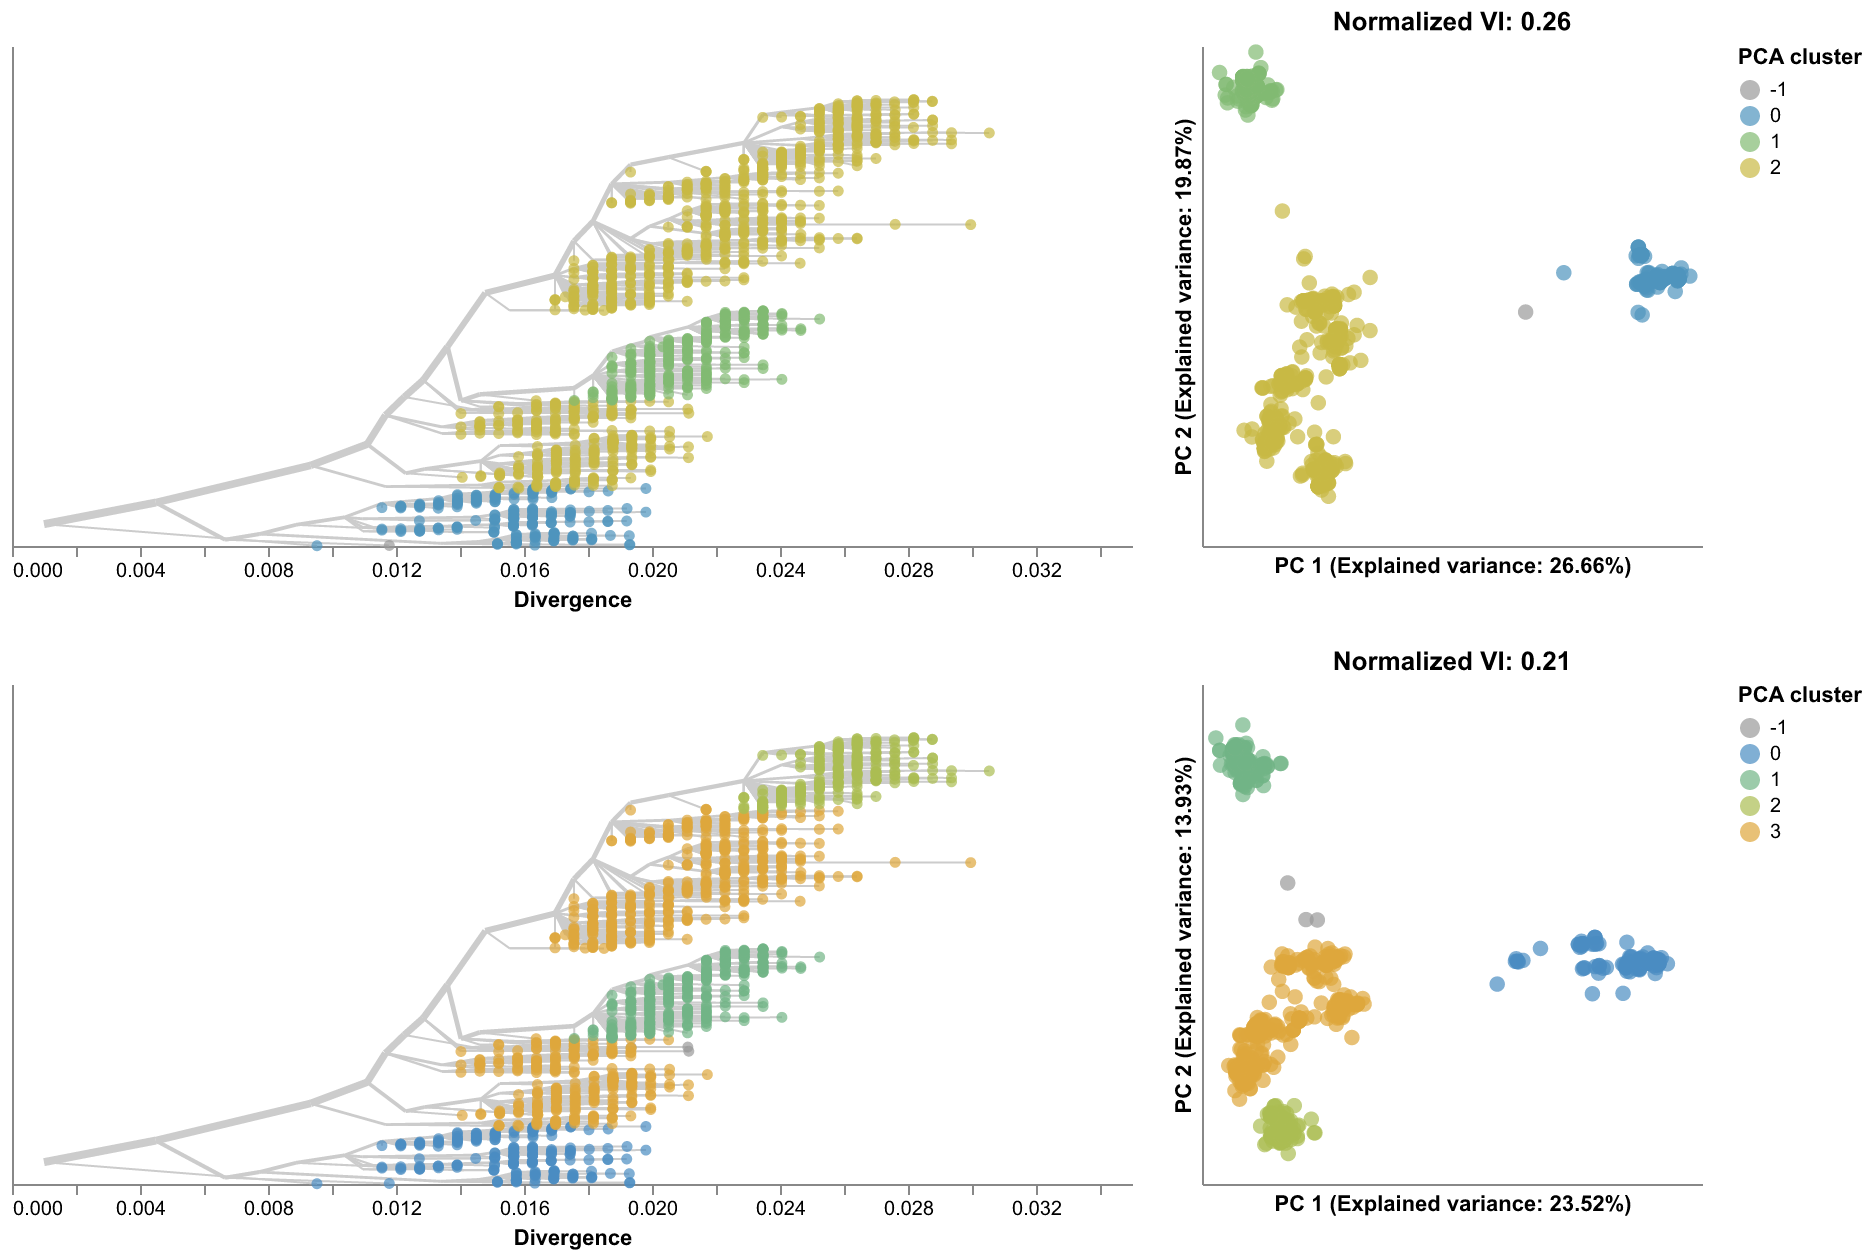 Normalized VI: 0.26
PCA cluster
-1
0
1
2
PC 2 (Explained variance: 19.87%)
0.000 0.004 0.008 0.012 0.016 0.020 0.024 0.028 0.032
Divergence
PC 1 (Explained variance: 26.66%)
Normalized VI: 0.21
PCA cluster
-1
0
1
2
3
PC 2 (Explained variance: 13.93%)
0.000 0.004 0.008 0.012 0.016 0.020 0.024 0.028 0.032
Divergence
PC 1 (Explained variance: 23.52%)